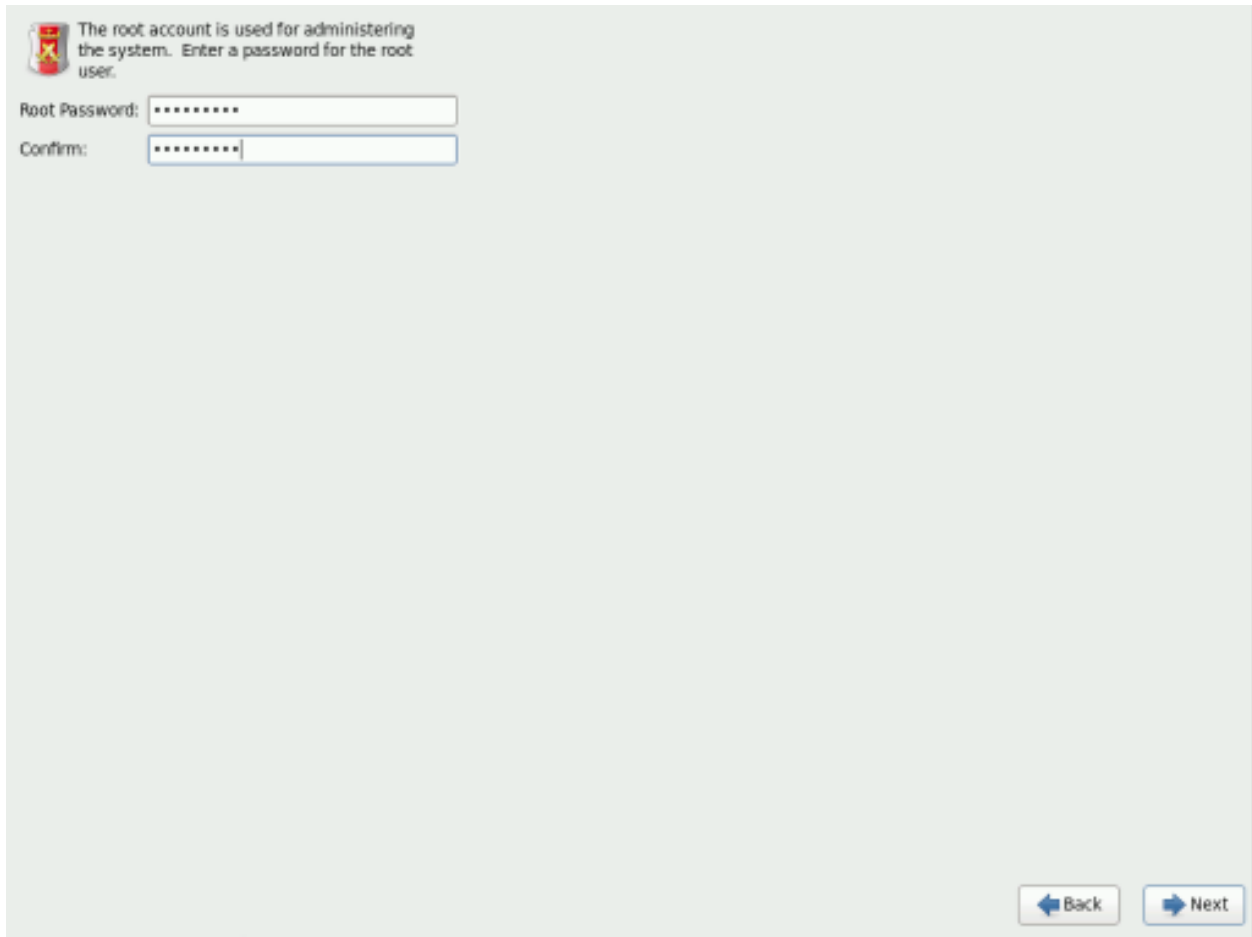 The root account is used for administering
the system.  Enter a password for the root
user.
Root Password: •••••••••
Confirm: •••••••••
Back
Next